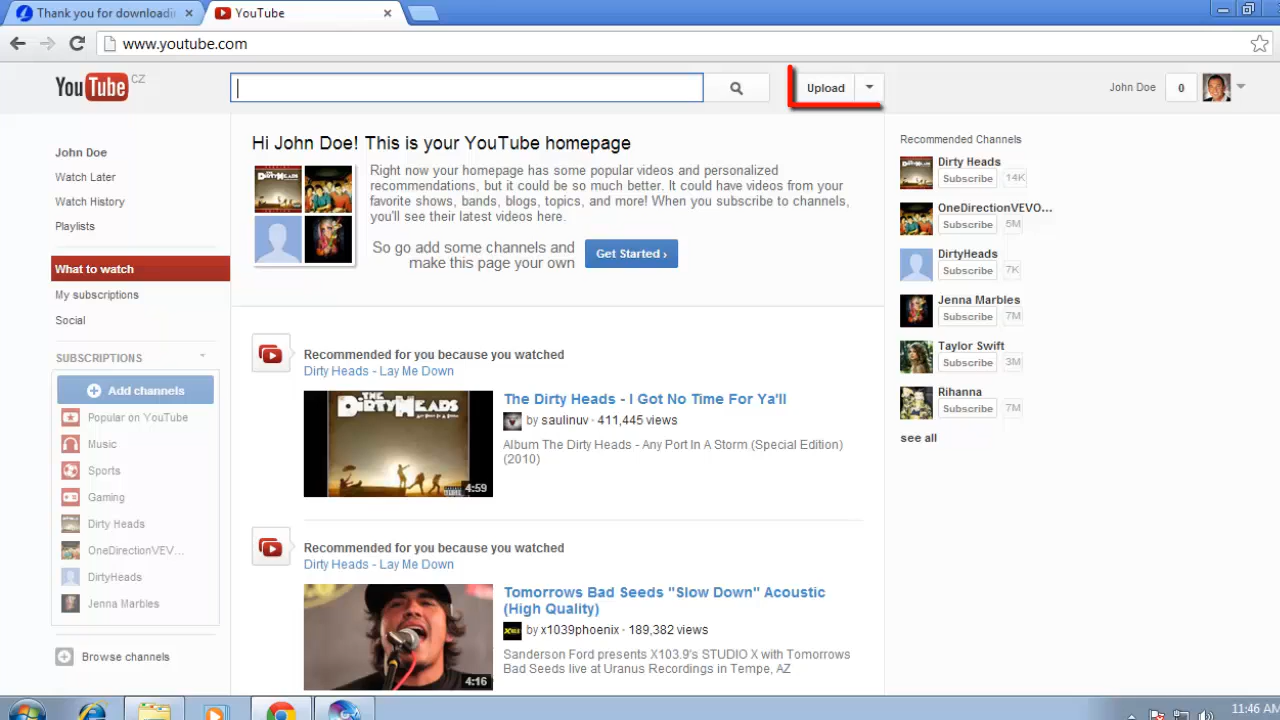 Thank you for downloadin
YouTube
www.youtube.com
YouTube CZ
Upload
John Doe
0
Hi John Doe! This is your YouTube homepage
Right now your homepage has some popular videos and personalized
recommendations, but it could be so much better. It could have videos from your
favorite shows, bands, blogs, topics, and more! When you subscribe to channels,
you'll see their latest videos here.
So go add some channels and
make this page your own
Get Started ›
John Doe
Watch Later
Watch History
Playlists
What to watch
My subscriptions
Social
SUBSCRIPTIONS
Add channels
Popular on YouTube
Music
Sports
Gaming
Dirty Heads
OneDirectionVEV...
DirtyHeads
Jenna Marbles
Browse channels
Recommended for you because you watched
Dirty Heads - Lay Me Down
THE DIRTY HEADS
4:59
The Dirty Heads - I Got No Time For Ya'll
by saulinuv · 411,445 views
Album The Dirty Heads - Any Port In A Storm (Special Edition)
(2010)
Recommended for you because you watched
Dirty Heads - Lay Me Down
4:16
Tomorrows Bad Seeds "Slow Down" Acoustic
(High Quality)
by x1039phoenix · 189,382 views
Sanderson Ford presents X103.9's STUDIO X with Tomorrows
Bad Seeds live at Uranus Recordings in Tempe, AZ
Recommended Channels
Dirty Heads
Subscribe 14K
OneDirectionVEVO...
Subscribe 5M
DirtyHeads
Subscribe 7K
Jenna Marbles
Subscribe 7M
Taylor Swift
Subscribe 3M
Rihanna
Subscribe 7M
see all
11:46 AM